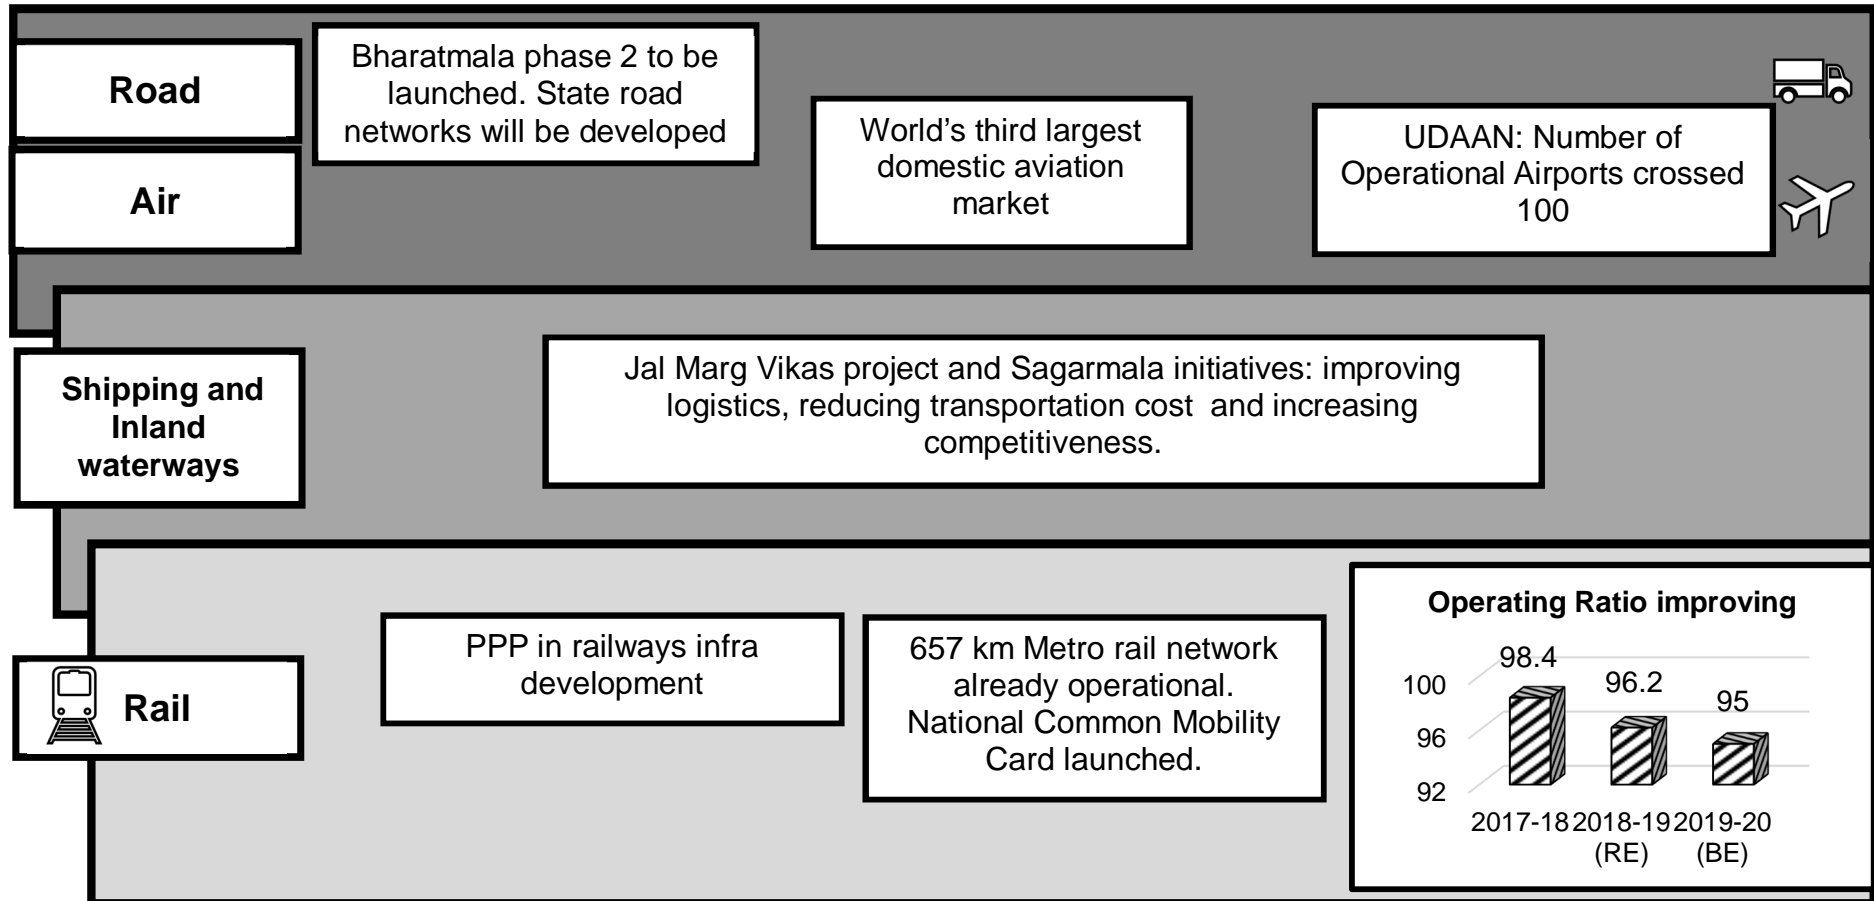 Road
Bharatmala phase 2 to be
launched. State road
networks will be developed
Air
World’s third largest
domestic aviation
market
UDAAN: Number of
Operational Airports crossed
100
Shipping and
Inland
waterways
Jal Marg Vikas project and Sagarmala initiatives: improving
logistics, reducing transportation cost and increasing
competitiveness.
Rail
PPP in railways infra
development
657 km Metro rail network
already operational.
National Common Mobility
Card launched.
Operating Ratio improving
98.4
96.2
95
100
96
92
2017-18 2018-19 2019-20
(RE) (BE)